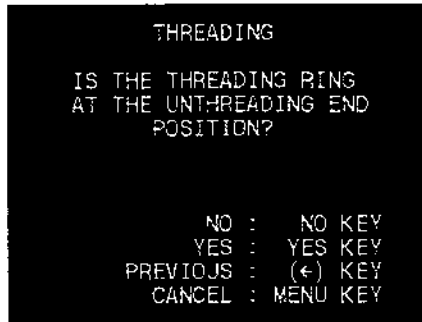 THREADING
IS THE THREADING RING
AT THE UNTHREADING END
POSITION?
NO : NO KEY
YES : YES KEY
PREVIOUS : (←) KEY
CANCEL : MENU KEY